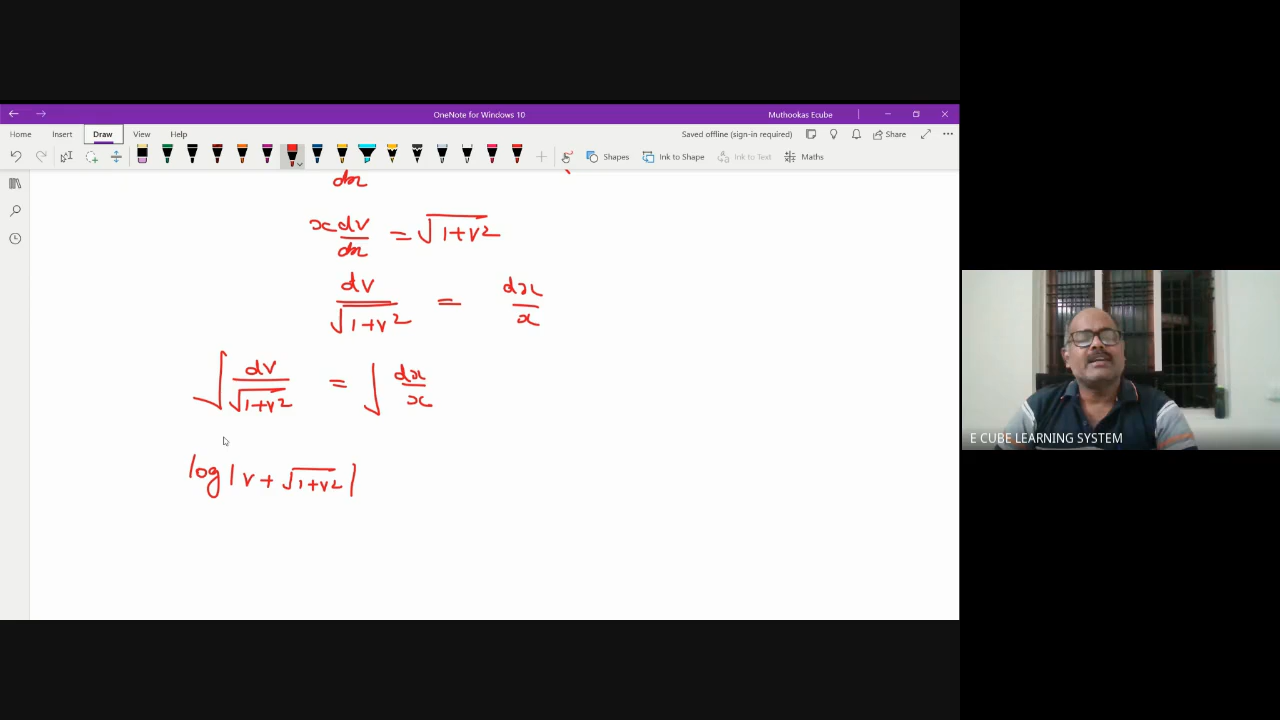 OneNote for Windows 10
Muthookas Ecube
Home Insert Draw View Help
Saved offline (sign-in required)
Share
Shapes
Ink to Shape
Ink to Text
Maths
dx
x dv/dx = √1+v²
dv/√1+v² = dx/x
∫ dv/√1+v² = ∫ dx/x
log|v + √1+v²|
E CUBE LEARNING SYSTEM